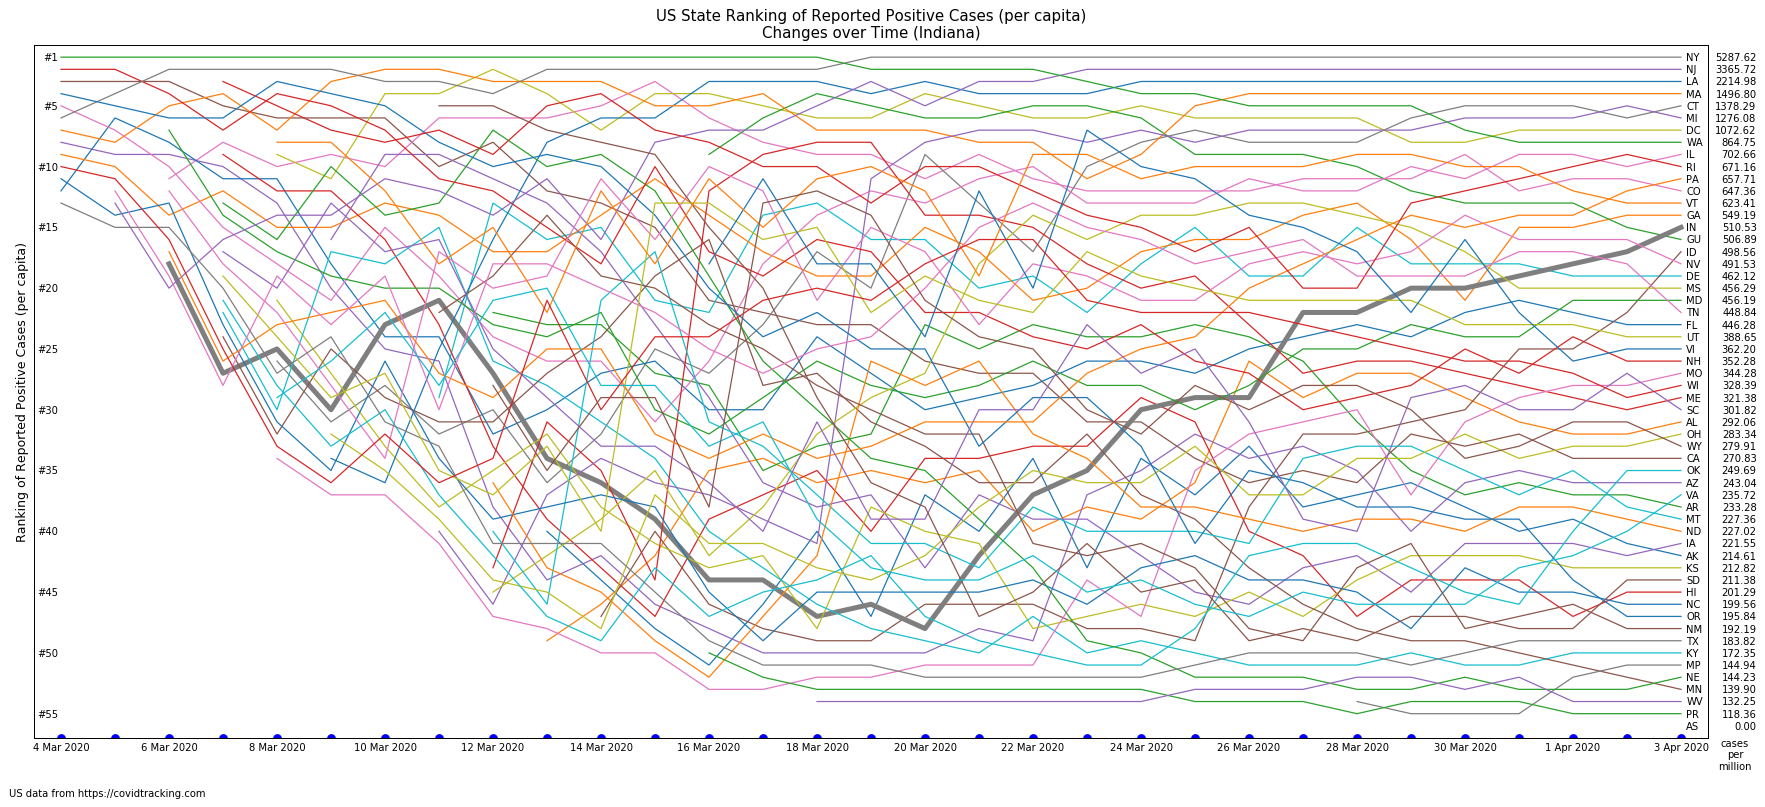 US State Ranking of Reported Positive Cases (per capita)
Changes over Time (Indiana)
Ranking of Reported Positive Cases (per capita)
#1
#5
#10
#15
#20
#25
#30
#35
#40
#45
#50
#55
NY 5287.62
NJ 3365.72
LA 2214.98
MA 1496.80
CT 1378.29
MI 1276.08
DC 1072.62
WA 864.75
IL 702.66
RI 671.16
PA 657.71
CO 647.36
VT 623.41
GA 549.19
IN 510.53
GU 506.89
ID 498.56
NV 491.53
DE 462.12
MS 456.29
MD 456.19
TN 448.84
FL 446.28
UT 388.65
VI 362.20
NH 352.28
MO 344.28
WI 328.39
ME 321.38
SC 301.82
AL 292.06
OH 283.34
WY 279.91
CA 270.83
OK 249.69
AZ 243.04
VA 235.72
AR 233.28
MT 227.36
ND 227.02
IA 221.55
AK 214.61
KS 212.82
SD 211.38
HI 201.29
NC 199.56
OR 195.84
NM 192.19
TX 183.82
KY 172.35
MP 144.94
NE 144.23
MN 139.90
WV 132.25
PR 118.36
AS 0.00
4 Mar 2020 6 Mar 2020 8 Mar 2020 10 Mar 2020 12 Mar 2020 14 Mar 2020 16 Mar 2020 18 Mar 2020 20 Mar 2020 22 Mar 2020 24 Mar 2020 26 Mar 2020 28 Mar 2020 30 Mar 2020 1 Apr 2020 3 Apr 2020
cases
per
million
US data from https://covidtracking.com